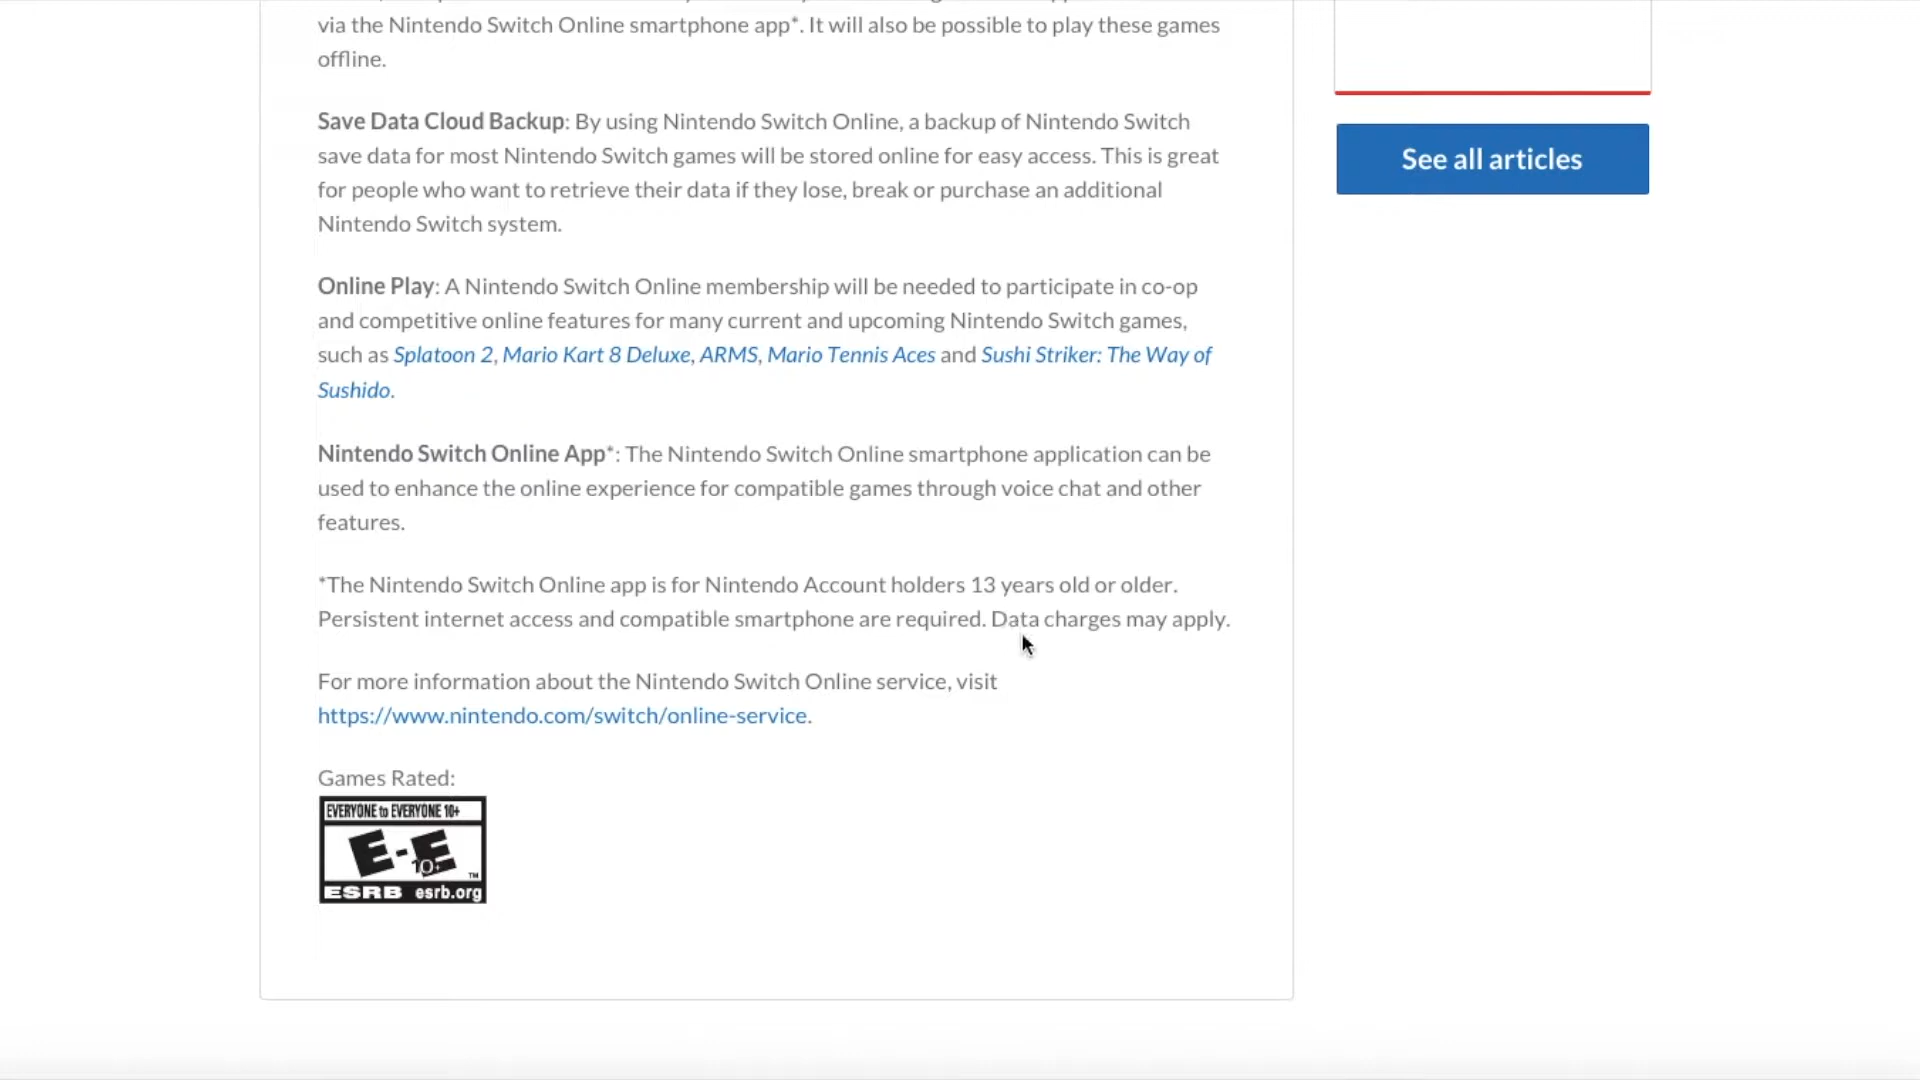 via the Nintendo Switch Online smartphone app*. It will also be possible to play these games
offline.
Save Data Cloud Backup: By using Nintendo Switch Online, a backup of Nintendo Switch
save data for most Nintendo Switch games will be stored online for easy access. This is great
for people who want to retrieve their data if they lose, break or purchase an additional
Nintendo Switch system.
Online Play: A Nintendo Switch Online membership will be needed to participate in co-op
and competitive online features for many current and upcoming Nintendo Switch games,
such as Splatoon 2, Mario Kart 8 Deluxe, ARMS, Mario Tennis Aces and Sushi Striker: The Way of
Sushido.
Nintendo Switch Online App*: The Nintendo Switch Online smartphone application can be
used to enhance the online experience for compatible games through voice chat and other
features.
*The Nintendo Switch Online app is for Nintendo Account holders 13 years old or older.
Persistent internet access and compatible smartphone are required. Data charges may apply.
For more information about the Nintendo Switch Online service, visit
https://www.nintendo.com/switch/online-service.
Games Rated:
EVERYONE to EVERYONE 10+
E-E
10+
TM
ESRB esrb.org
See all articles